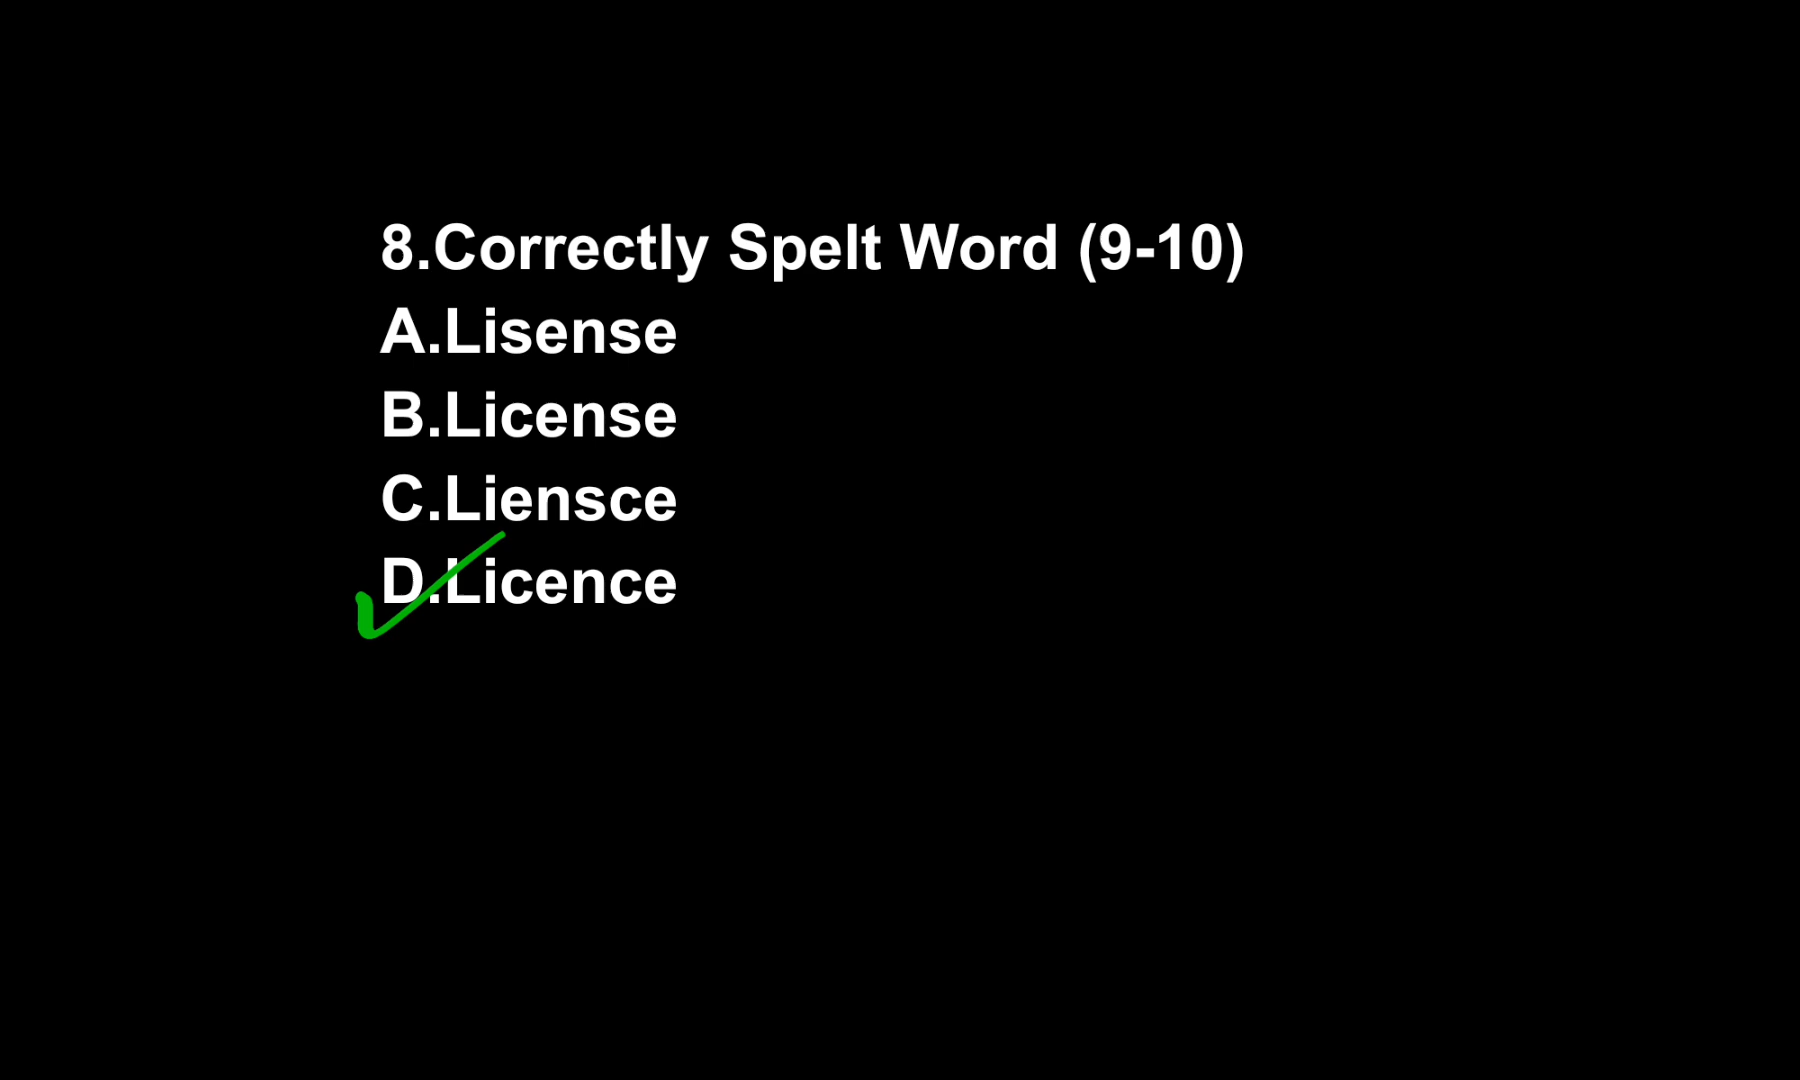 8.Correctly Spelt Word (9-10)
A.Lisense
B.License
C.Liensce
D.Licence